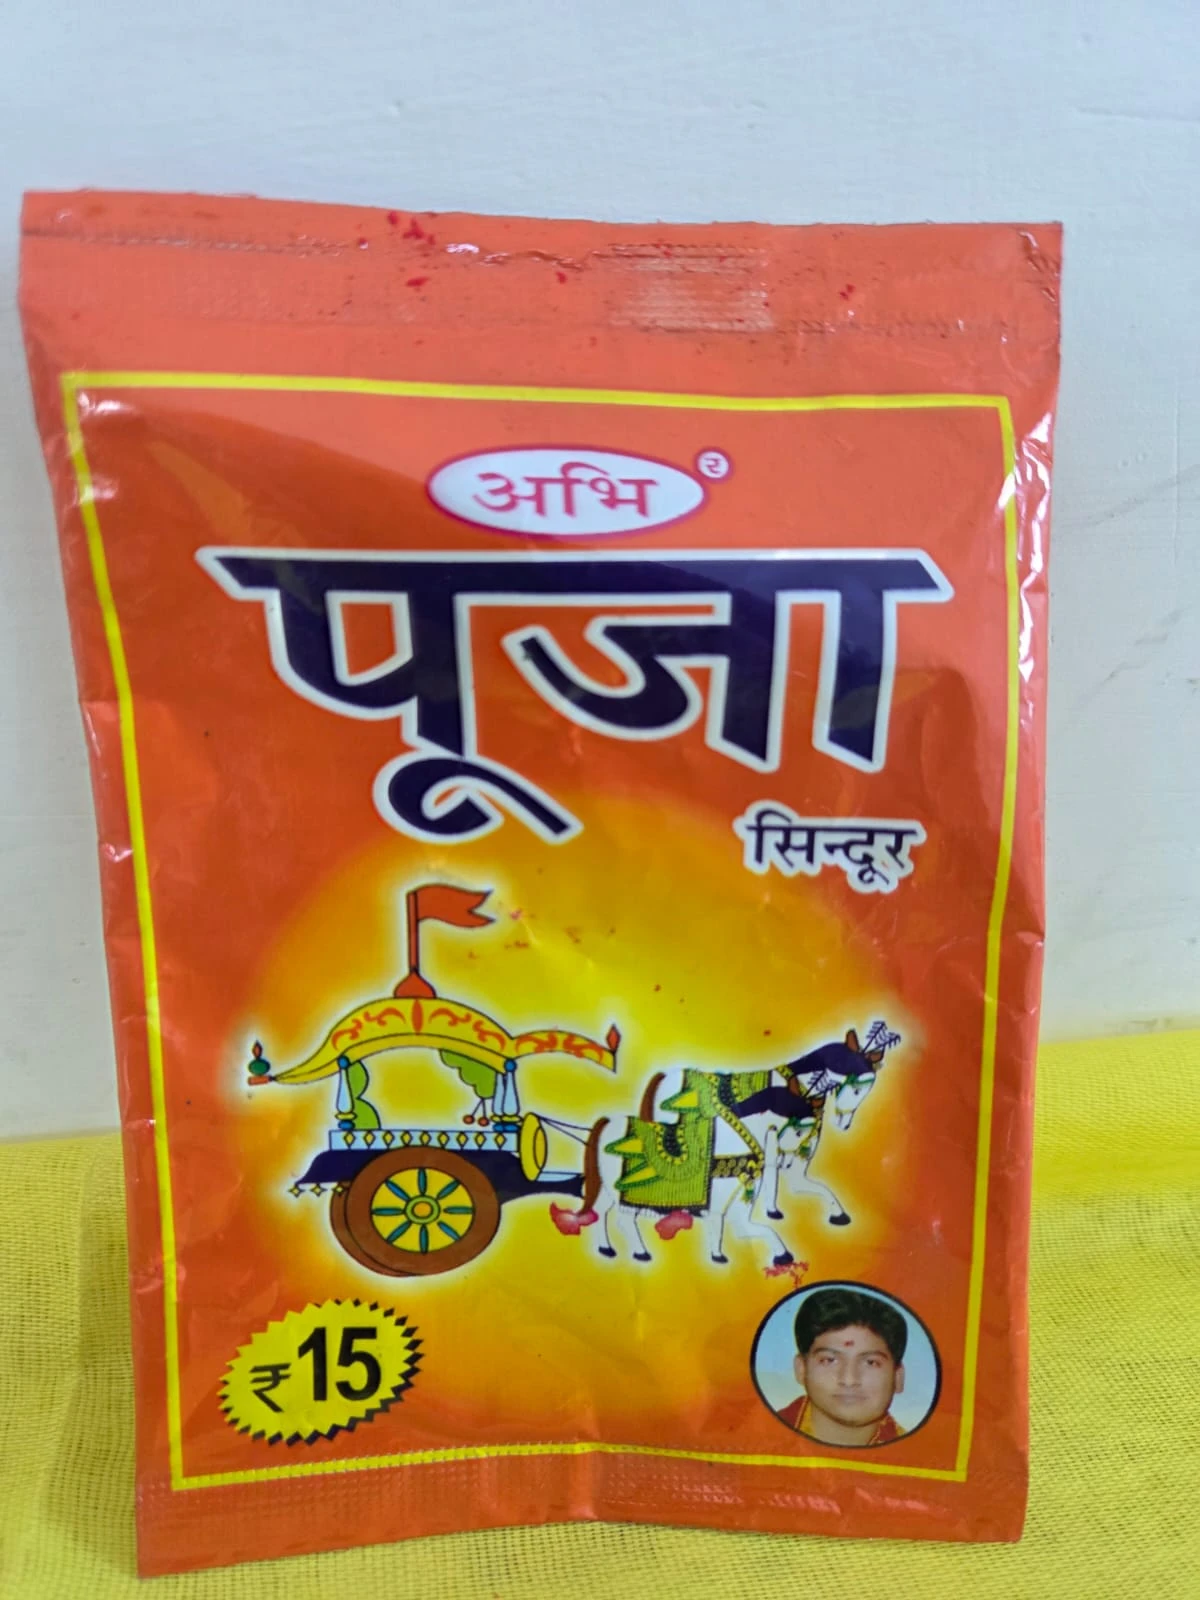 अभि र
पूजा
सिन्दूर
₹15